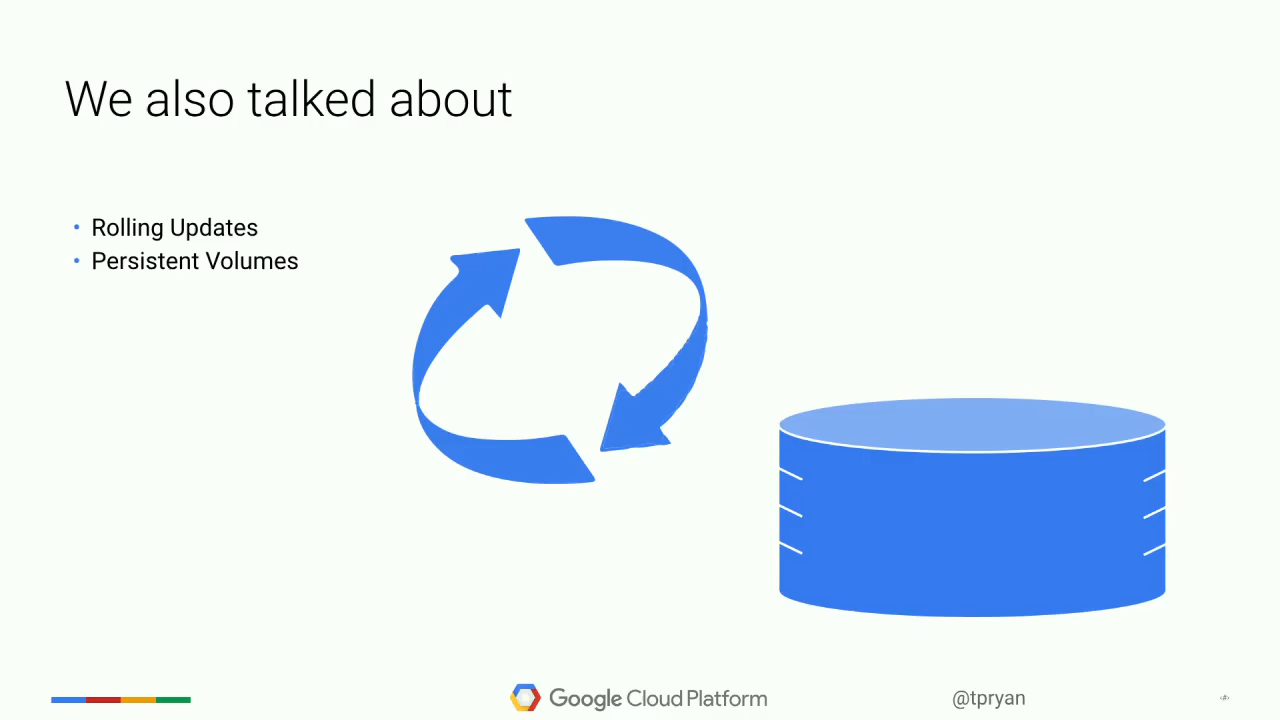 We also talked about
• Rolling Updates
• Persistent Volumes
Google Cloud Platform
@tpryan